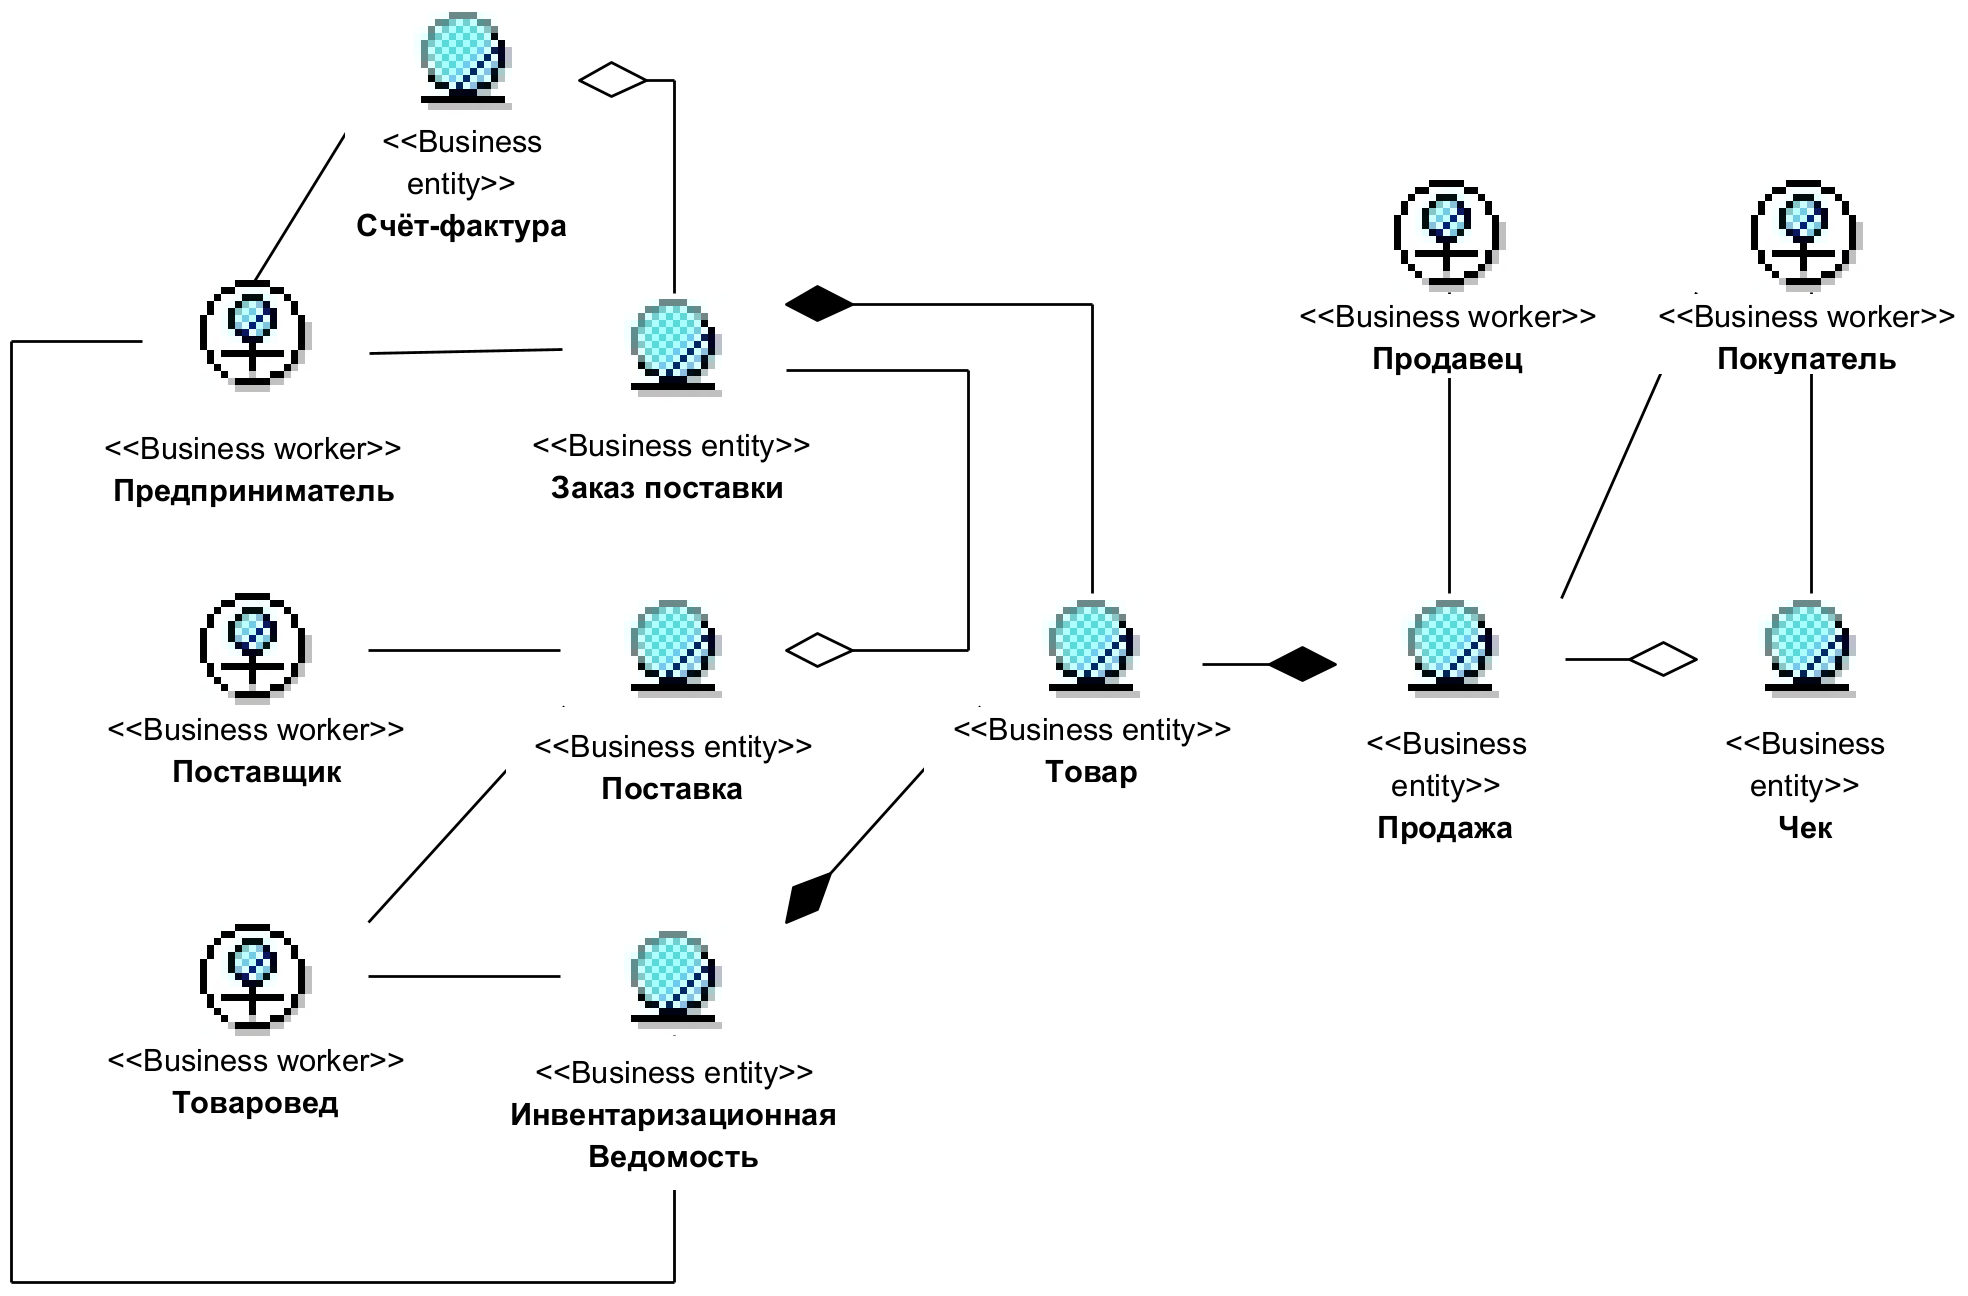 <<Business
entity>>
Счёт-фактура
<<Business worker>>
Продавец
<<Business worker>>
Покупатель
<<Business worker>>
Предприниматель
<<Business entity>>
Заказ поставки
<<Business worker>>
Поставщик
<<Business entity>>
Поставка
<<Business entity>>
Товар
<<Business
entity>>
Продажа
<<Business
entity>>
Чек
<<Business worker>>
Товаровед
<<Business entity>>
Инвентаризационная
Ведомость